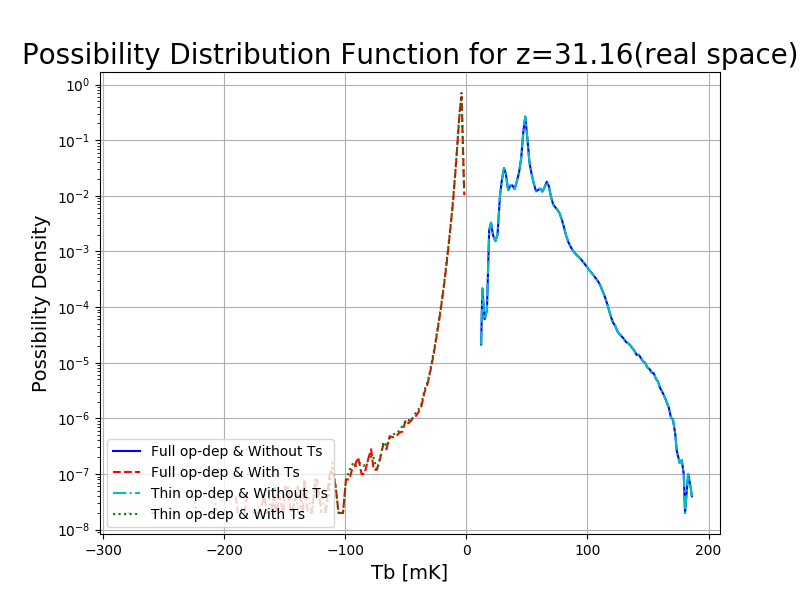 Possibility Distribution Function for z=31.16(real space)
10⁰
10⁻¹
10⁻²
10⁻³
10⁻⁴
10⁻⁵
10⁻⁶
10⁻⁷
10⁻⁸
Possibility Density
Full op-dep & Without Ts
Full op-dep & With Ts
Thin op-dep & Without Ts
Thin op-dep & With Ts
−300 −200 −100 0 100 200
Tb [mK]